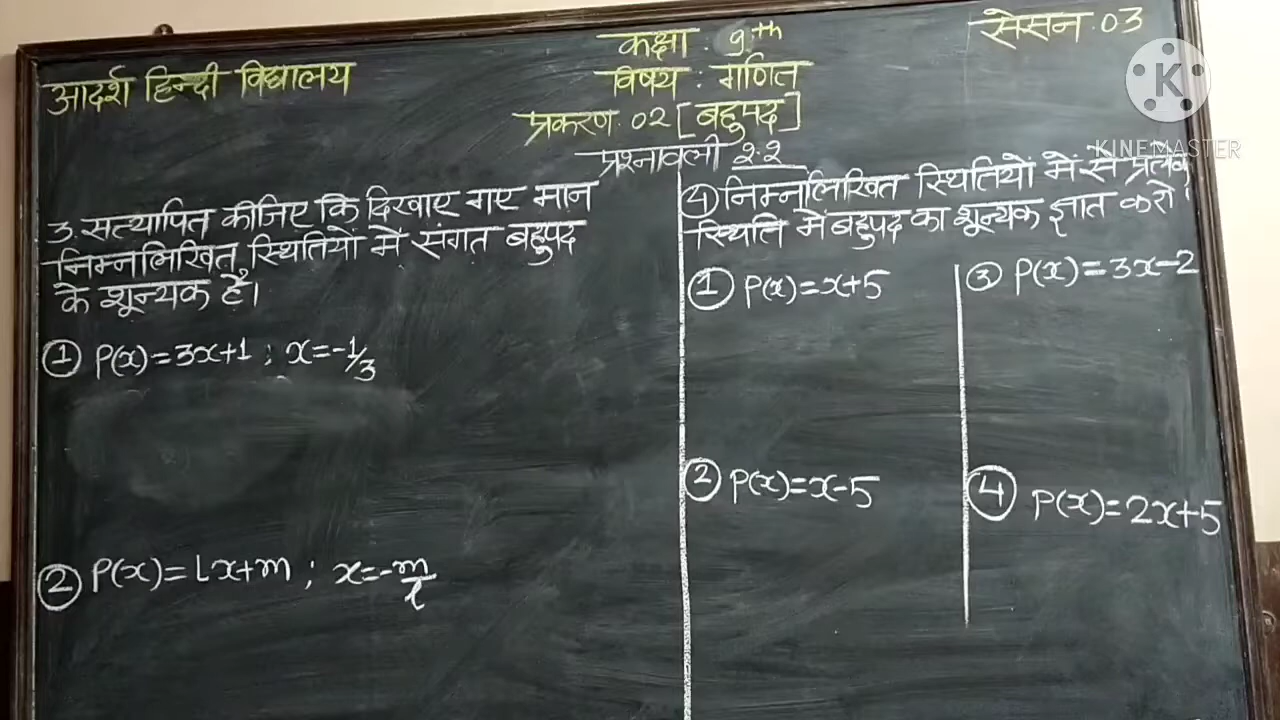 आदर्श हिन्दी विद्यालय
कक्षा : 9th
सेसन : 03
विषय : गणित
प्रकरण : 02 [बहुपद]
प्रश्नावली 2.2
K
KINEMASTER
3. सत्यापित कीजिए कि दिखाए गए मान
निम्नलिखित स्थितियों में संगत बहुपद
के शून्यक है।
① P(x)=3x+1 ; x=-1/3
② P(x)=Lx+m ; x=-m/l
④ निम्नलिखित स्थितियों में से
स्थिति में बहुपद का शून्यक ज्ञात करो।
① P(x)=x+5
② P(x)=x-5
③ P(x)=3x-2
④ P(x)=2x+5